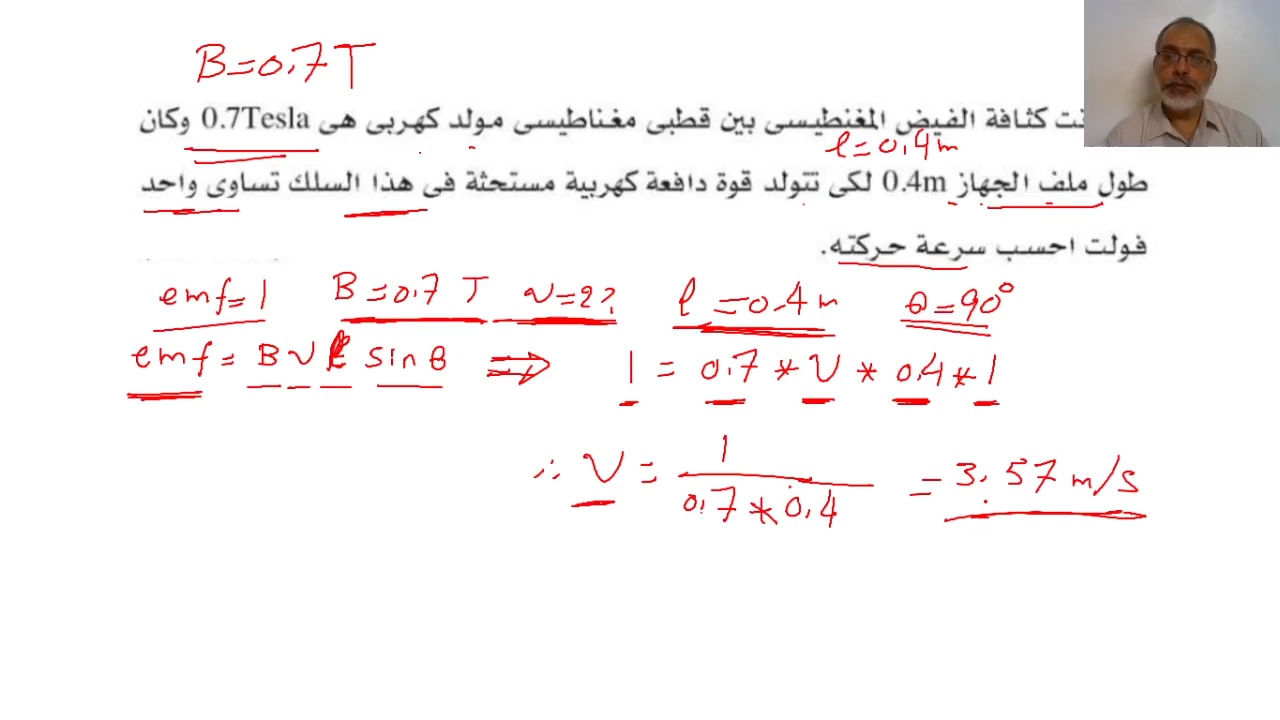 B=0.7 T
كثافة الفيض المغنطيسى بين قطبى مغناطيسى مولد كهربى هى 0.7Tesla وكان
l=0.4m
طول ملف الجهاز 0.4m لكى تتولد قوة دافعة كهربية مستحثة فى هذا السلك تساوى واحد
فولت احسب سرعة حركته.
emf=1 B=0.7 T v=?? l=0.4m θ=90°
emf= B v l sin θ ⇒ 1 = 0.7 * v * 0.4 * 1
∴ v = 1 / 0.7 * 0.4 = 3.57 m/s